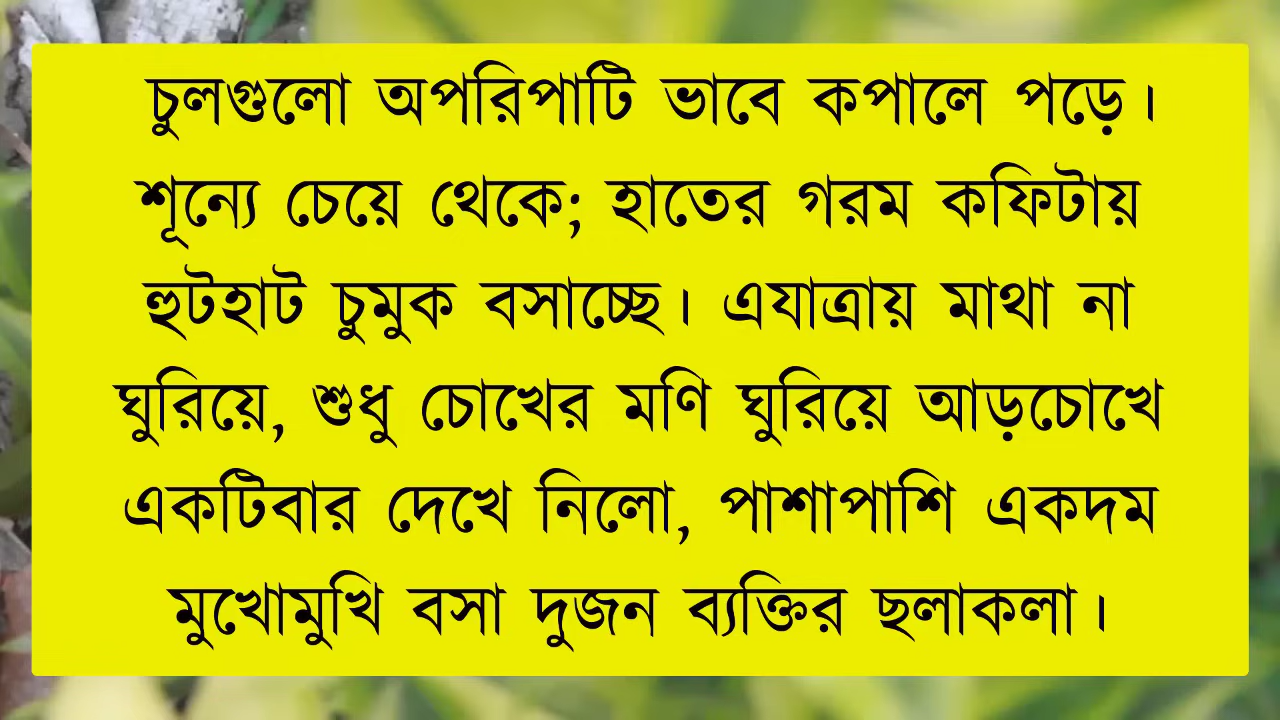 চুলগুলো অপরিপাটি ভাবে কপালে পড়ে।
শূন্যে চেয়ে থেকে; হাতের গরম কফিটায়
হুটহাট চুমুক বসাচ্ছে। এযাত্রায় মাথা না
ঘুরিয়ে, শুধু চোখের মণি ঘুরিয়ে আড়চোখে
একটিবার দেখে নিলো, পাশাপাশি একদম
মুখোমুখি বসা দুজন ব্যক্তির ছলাকলা।